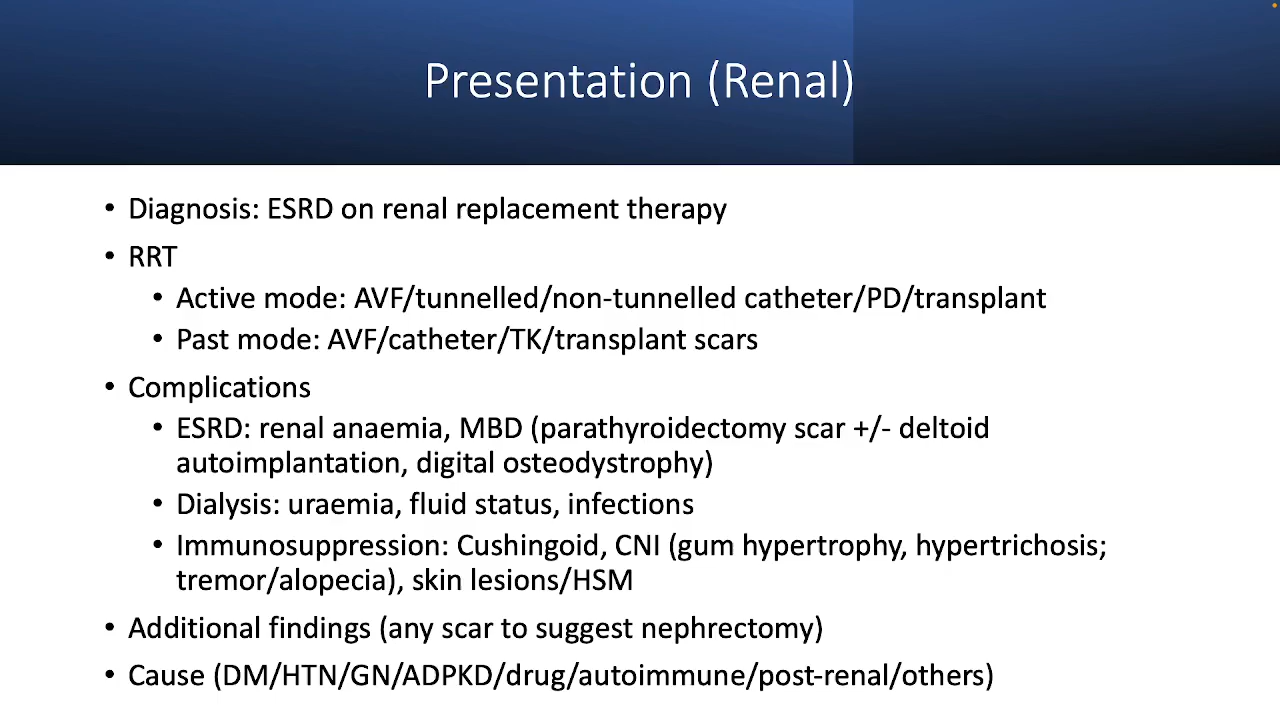 Presentation (Renal)
• Diagnosis: ESRD on renal replacement therapy
• RRT
• Active mode: AVF/tunnelled/non-tunnelled catheter/PD/transplant
• Past mode: AVF/catheter/TK/transplant scars
• Complications
• ESRD: renal anaemia, MBD (parathyroidectomy scar +/- deltoid
autoimplantation, digital osteodystrophy)
• Dialysis: uraemia, fluid status, infections
• Immunosuppression: Cushingoid, CNI (gum hypertrophy, hypertrichosis;
tremor/alopecia), skin lesions/HSM
• Additional findings (any scar to suggest nephrectomy)
• Cause (DM/HTN/GN/ADPKD/drug/autoimmune/post-renal/others)